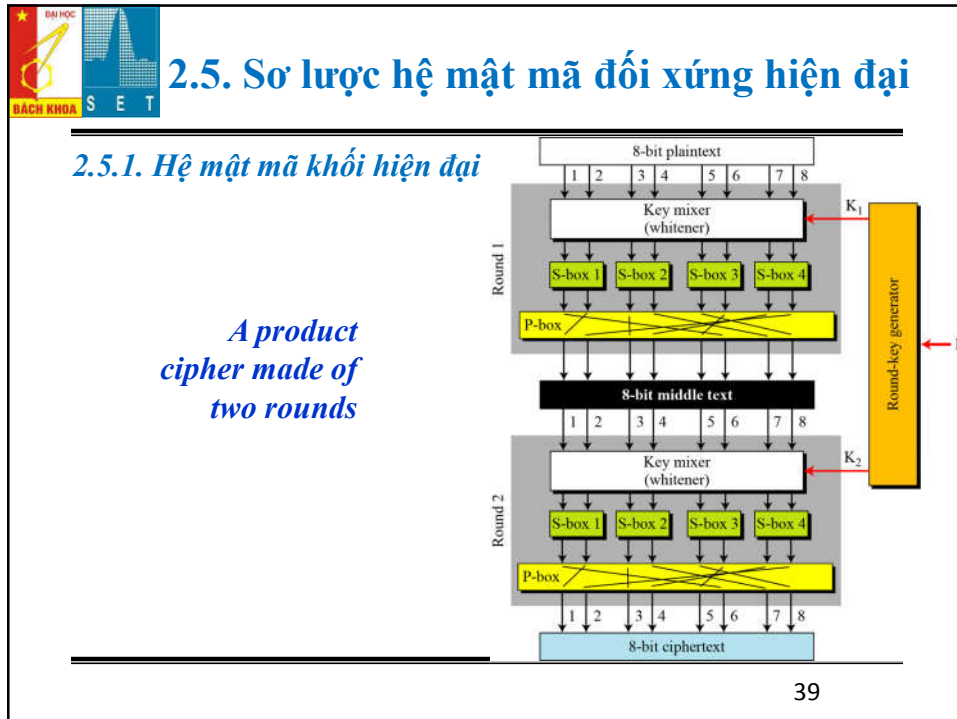 ĐẠI HỌC
BÁCH KHOA
S E T
2.5. Sơ lược hệ mật mã đối xứng hiện đại
2.5.1. Hệ mật mã khối hiện đại
A product
cipher made of
two rounds
8-bit plaintext
1 2 3 4 5 6 7 8
Round 1
Key mixer
(whitener)
K1
S-box 1 S-box 2 S-box 3 S-box 4
P-box
8-bit middle text
1 2 3 4 5 6 7 8
Round 2
Key mixer
(whitener)
K2
S-box 1 S-box 2 S-box 3 S-box 4
P-box
1 2 3 4 5 6 7 8
8-bit ciphertext
Round-key generator
39